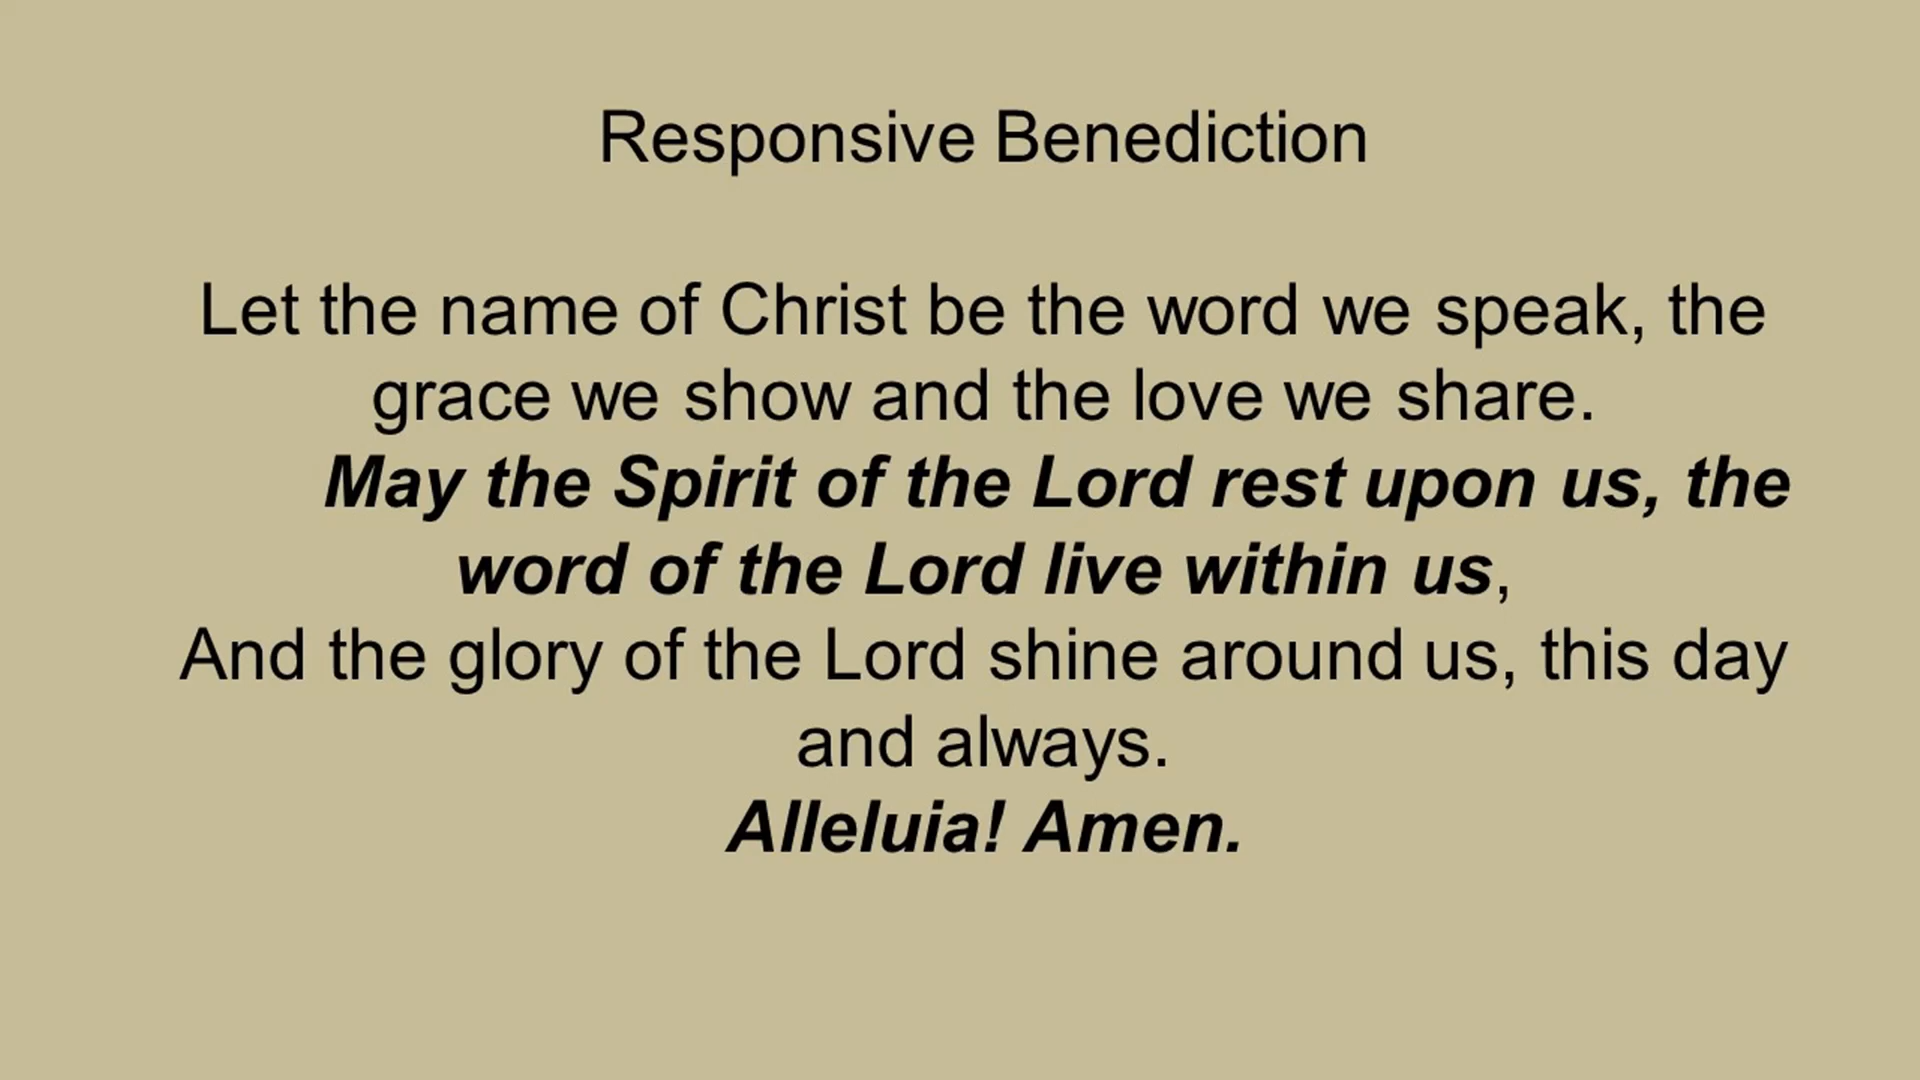 Responsive Benediction
Let the name of Christ be the word we speak, the
grace we show and the love we share.
May the Spirit of the Lord rest upon us, the
word of the Lord live within us,
And the glory of the Lord shine around us, this day
and always.
Alleluia! Amen.